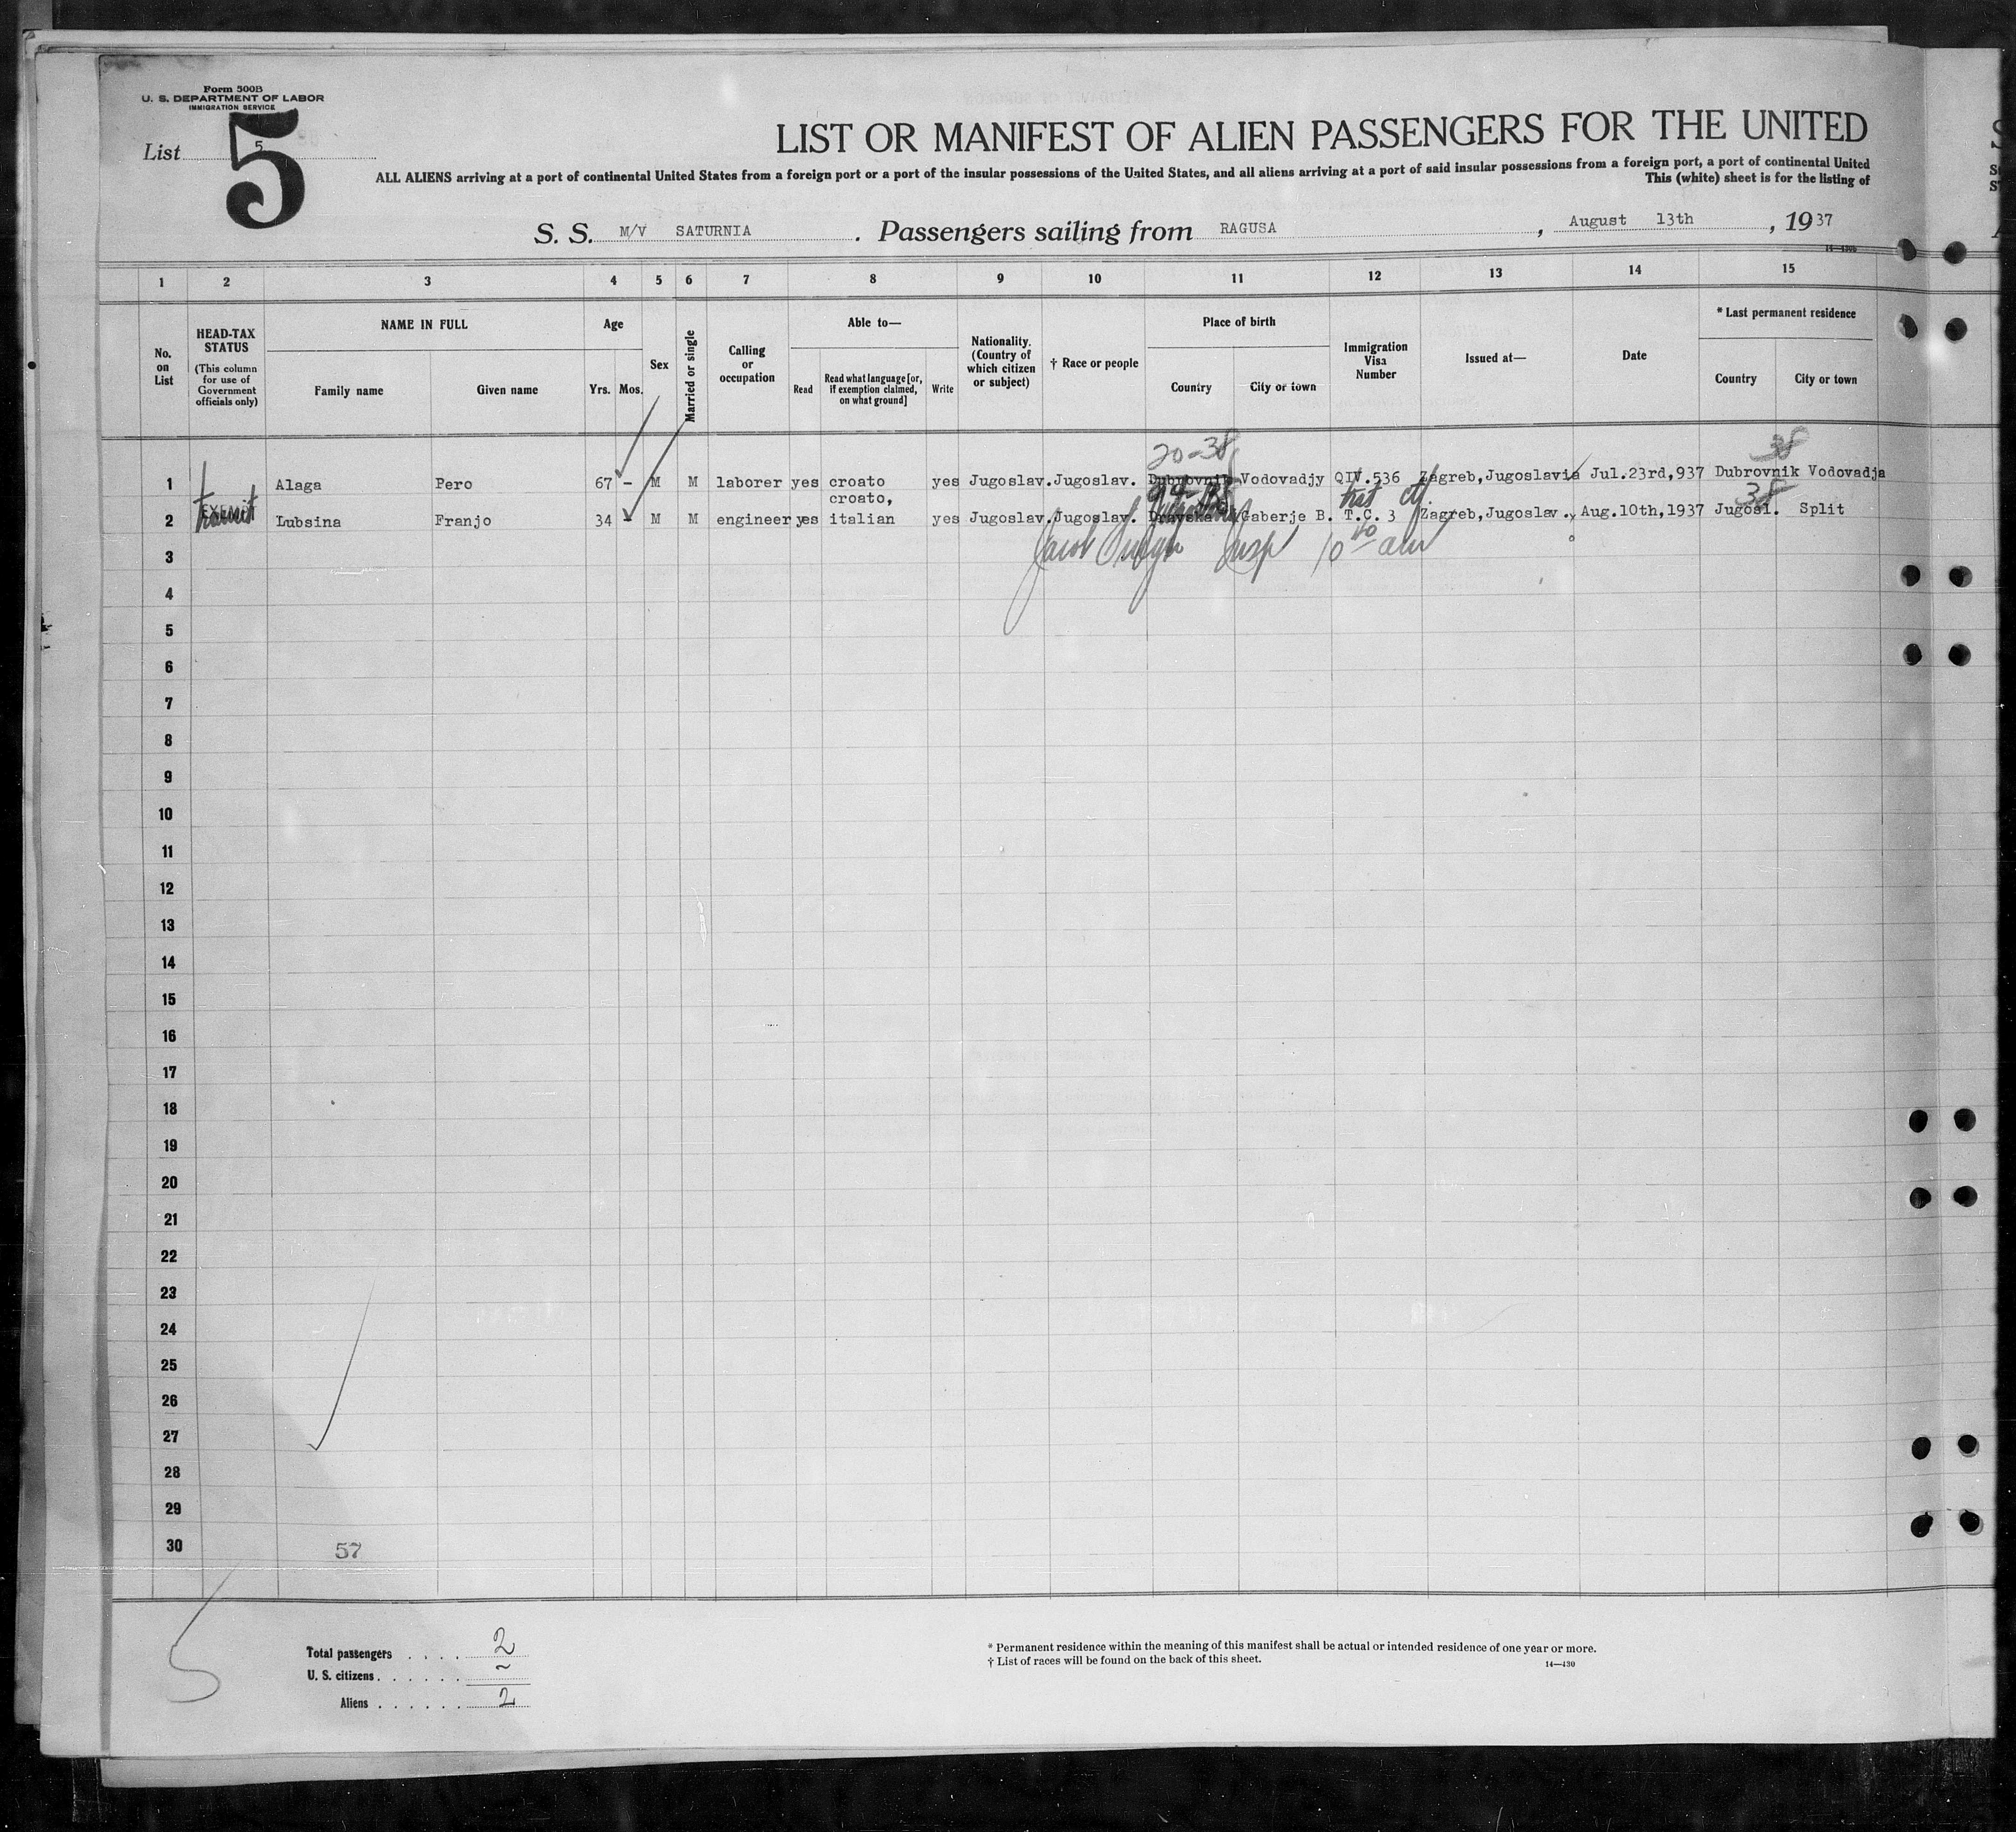 Form 500B
U. S. DEPARTMENT OF LABOR
IMMIGRATION SERVICE
List 5
5
LIST OR MANIFEST OF ALIEN PASSENGERS FOR THE UNITED
ALL ALIENS arriving at a port of continental United States from a foreign port or a port of the insular possessions of the United States, and all aliens arriving at a port of said insular possessions from a foreign port, a port of continental United
This (white) sheet is for the listing of
S. S. M/V SATURNIA. Passengers sailing from RAGUSA, August 13th, 1937
1 2 3 4 5 6 7 8 9 10 11 12 13 14 15
No. on List
HEAD-TAX STATUS (This column for use of Government officials only)
NAME IN FULL Family name Given name
Age Yrs. Mos.
Sex
Married or single
Calling or occupation
Able to— Read Read what language [or, if exemption claimed, on what ground] Write
Nationality. (Country of which citizen or subject)
† Race or people
Place of birth Country City or town
Immigration Visa Number
Issued at—
Date
* Last permanent residence Country City or town
20-38 38
1 Alaga Pero 67 - M M laborer yes croato yes Jugoslav. Jugoslav. Dubrovnik Vodovadjy QIV.536 Zagreb,Jugoslavia Jul.23rd,937 Dubrovnik Vodovadja
38
2 transit Lubsina Franjo 34 - M M engineer yes croato, italian yes Jugoslav. Jugoslav. Gaberje B. T.C. 3 Zagreb,Jugoslav., Aug.10th,1937 Jugosl. Split
Insp 10 40 am
3
4
5
6
7
8
9
10
11
12
13
14
15
16
17
18
19
20
21
22
23
24
25
26
27
28
29
30
57
5
Total passengers . . . . 2
U. S. citizens . . . . . . ~
Aliens . . . . . . 2
* Permanent residence within the meaning of this manifest shall be actual or intended residence of one year or more.
† List of races will be found on the back of this sheet.
14—430